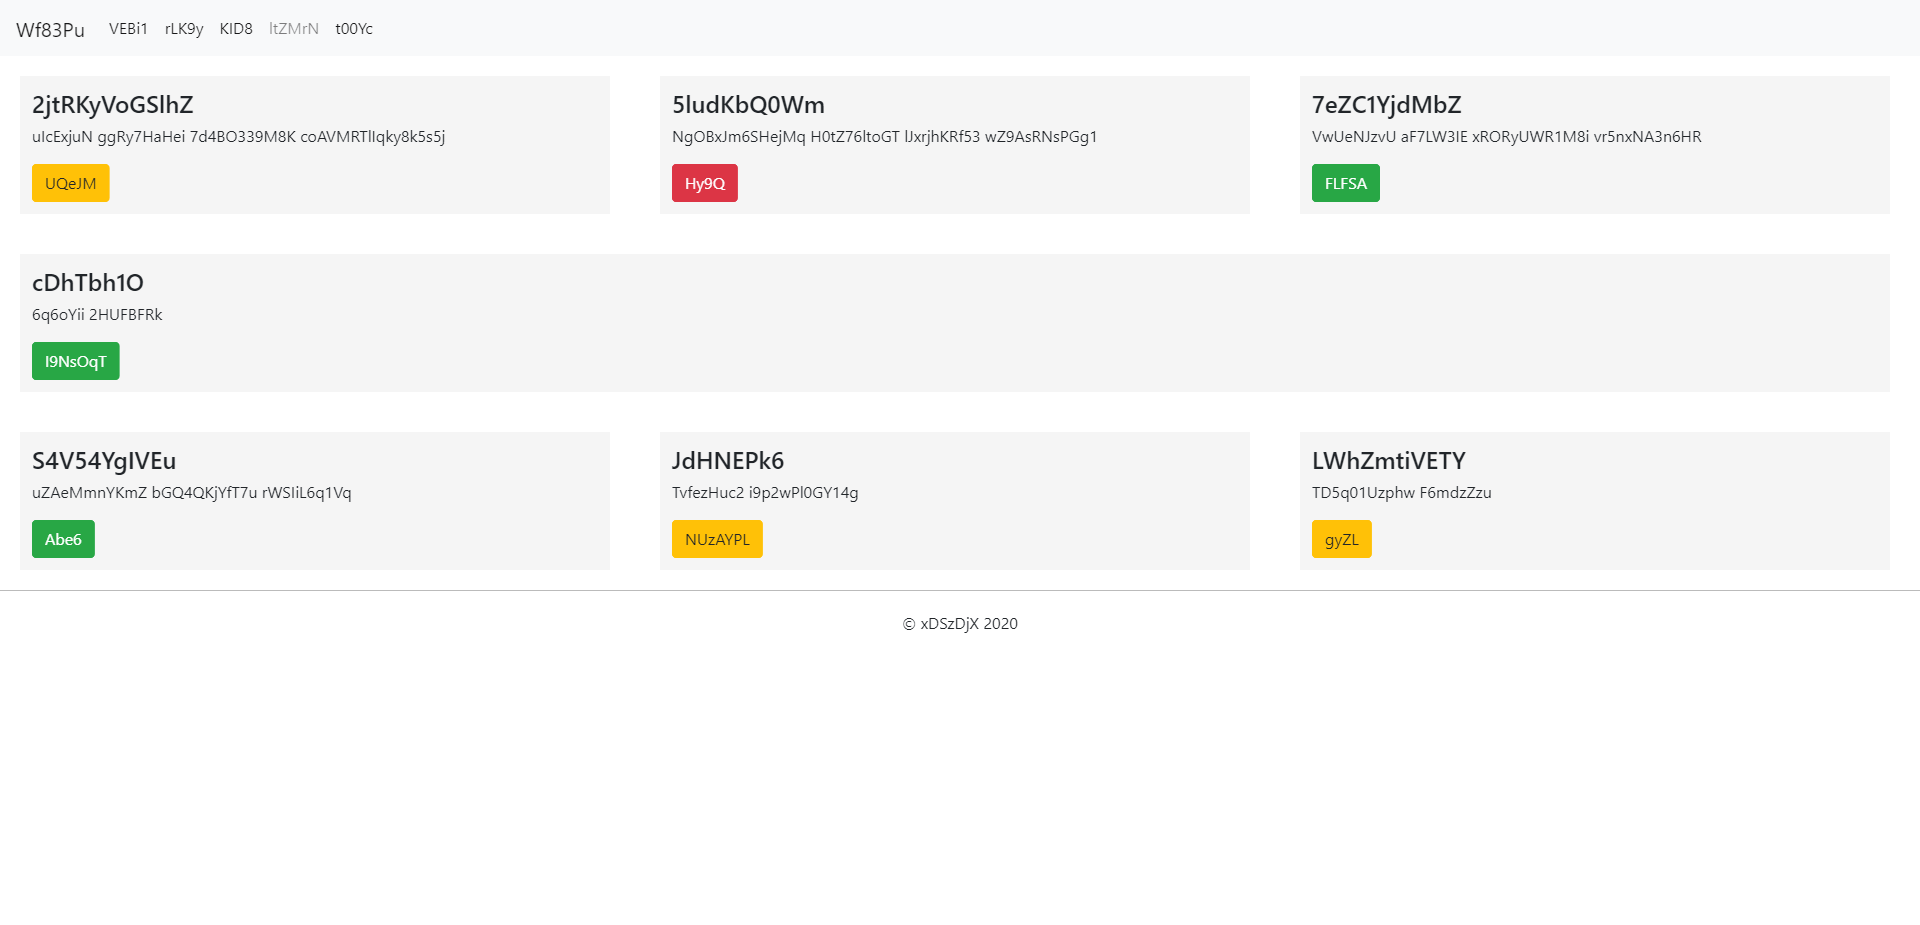 Wf83Pu VEBi1 rLK9y KID8 ltZMrN t00Yc
2jtRKyVoGSlhZ
uIcExjuN ggRy7HaHei 7d4BO339M8K coAVMRTlIqky8k5s5j
UQeJM
5ludKbQ0Wm
NgOBxJm6SHejMq H0tZ76ltoGT lJxrjhKRf53 wZ9AsRNsPGg1
Hy9Q
7eZC1YjdMbZ
VwUeNJzvU aF7LW3IE xRORyUWR1M8i vr5nxNA3n6HR
FLFSA
cDhTbh1O
6q6oYii 2HUFBFRk
I9NsOqT
S4V54YgIVEu
uZAeMmnYKmZ bGQ4QKjYfT7u rWSIiL6q1Vq
Abe6
JdHNEPk6
TvfezHuc2 i9p2wPl0GY14g
NUzAYPL
LWhZmtiVETY
TD5q01Uzphw F6mdzZzu
gyZL
© xDSzDjX 2020